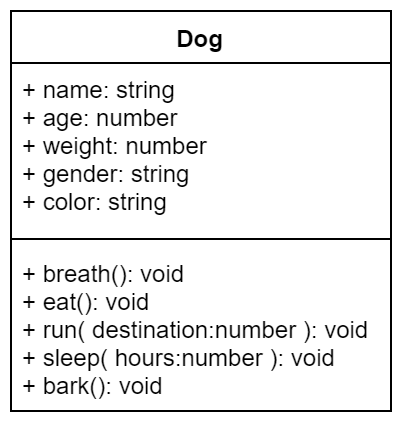 Dog
+ name: string
+ age: number
+ weight: number
+ gender: string
+ color: string
+ breath(): void
+ eat(): void
+ run( destination:number ): void
+ sleep( hours:number ): void
+ bark(): void